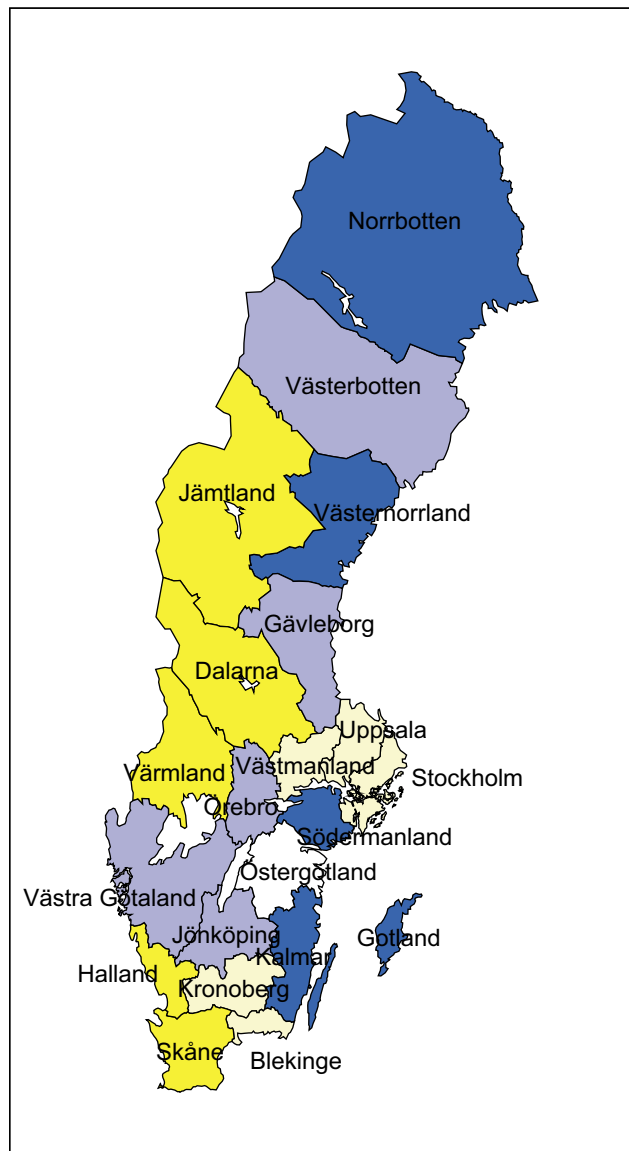 Norrbotten
Västerbotten
Jämtland
Västernorrland
Gävleborg
Dalarna
Uppsala
Västmanland
Värmland
Stockholm
Örebro
Södermanland
Östergötland
Västra Götaland
Jönköping
Gotland
Kalmar
Halland
Kronoberg
Skåne
Blekinge